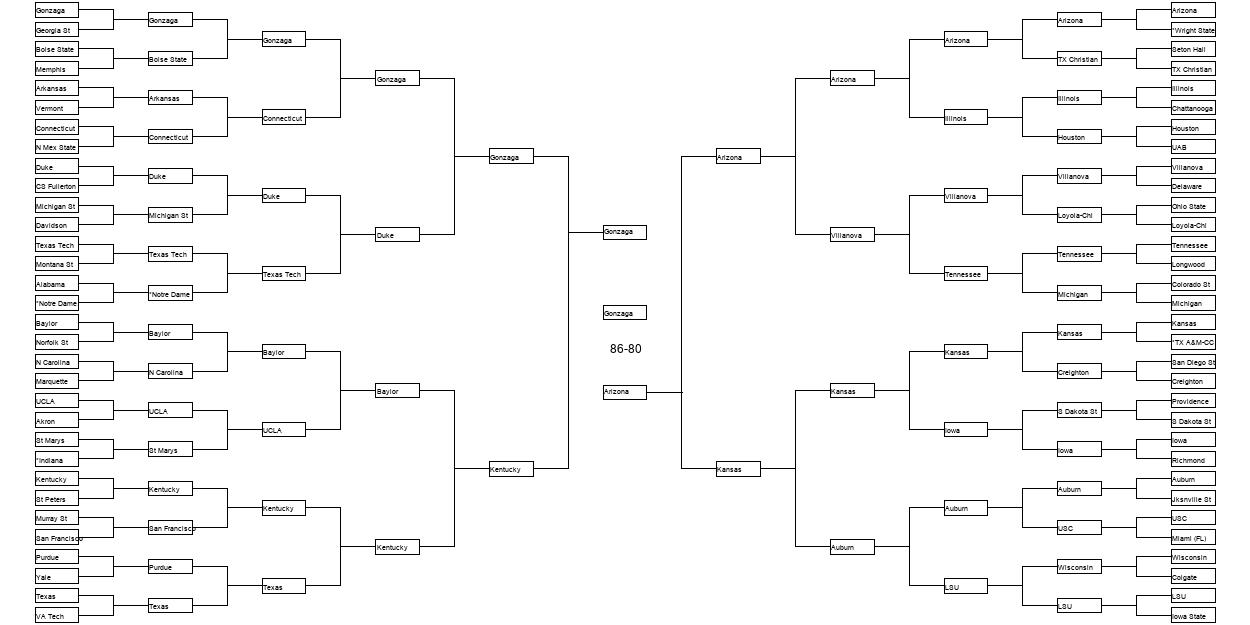 Gonzaga
Georgia St
Boise State
Memphis
Arkansas
Vermont
Connecticut
N Mex State
Duke
CS Fullerton
Michigan St
Davidson
Texas Tech
Montana St
Alabama
*Notre Dame
Baylor
Norfolk St
N Carolina
Marquette
UCLA
Akron
St Marys
*Indiana
Kentucky
St Peters
Murray St
San Francisco
Purdue
Yale
Texas
VA Tech
Gonzaga
Boise State
Arkansas
Connecticut
Duke
Michigan St
Texas Tech
*Notre Dame
Baylor
N Carolina
UCLA
St Marys
Kentucky
San Francisco
Purdue
Texas
Gonzaga
Connecticut
Duke
Texas Tech
Baylor
UCLA
Kentucky
Texas
Gonzaga
Duke
Baylor
Kentucky
Gonzaga
Kentucky
Gonzaga
Gonzaga
86-80
Arizona
Arizona
Kansas
Arizona
Villanova
Kansas
Auburn
Arizona
Illinois
Villanova
Tennessee
Kansas
Iowa
Auburn
LSU
Arizona
TX Christian
Illinois
Houston
Villanova
Loyola-Chi
Tennessee
Michigan
Kansas
Creighton
S Dakota St
Iowa
Auburn
USC
Wisconsin
LSU
Arizona
*Wright State
Seton Hall
TX Christian
Illinois
Chattanooga
Houston
UAB
Villanova
Delaware
Ohio State
Loyola-Chi
Tennessee
Longwood
Colorado St
Michigan
Kansas
*TX A&M-CC
San Diego St
Creighton
Providence
S Dakota St
Iowa
Richmond
Auburn
Jksnville St
USC
Miami (FL)
Wisconsin
Colgate
LSU
Iowa State